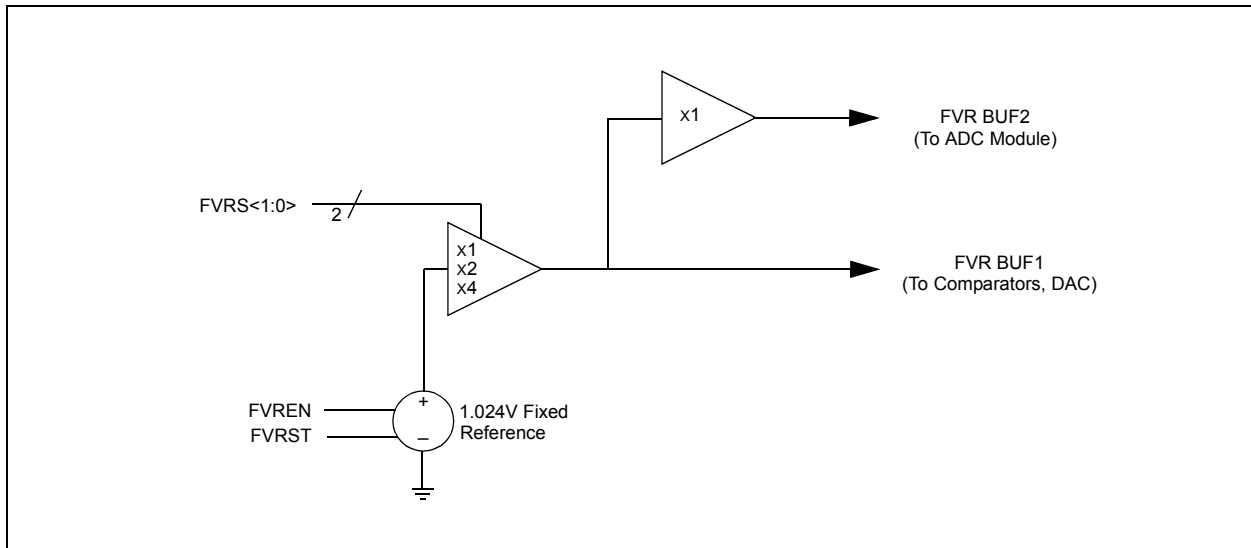 x1
FVR BUF2
(To ADC Module)
FVRS<1:0>
2
x1
x2
x4
FVR BUF1
(To Comparators, DAC)
FVREN
FVRST
+
–
1.024V Fixed
Reference